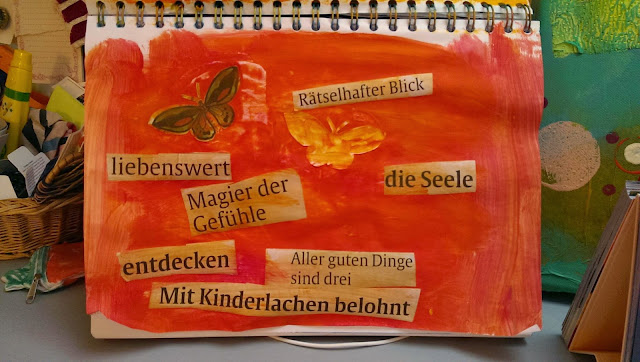 Rätselhafter Blick
liebenswert
die Seele
Magier der
Gefühle
entdecken
Aller guten Dinge
sind drei
Mit Kinderlachen belohnt